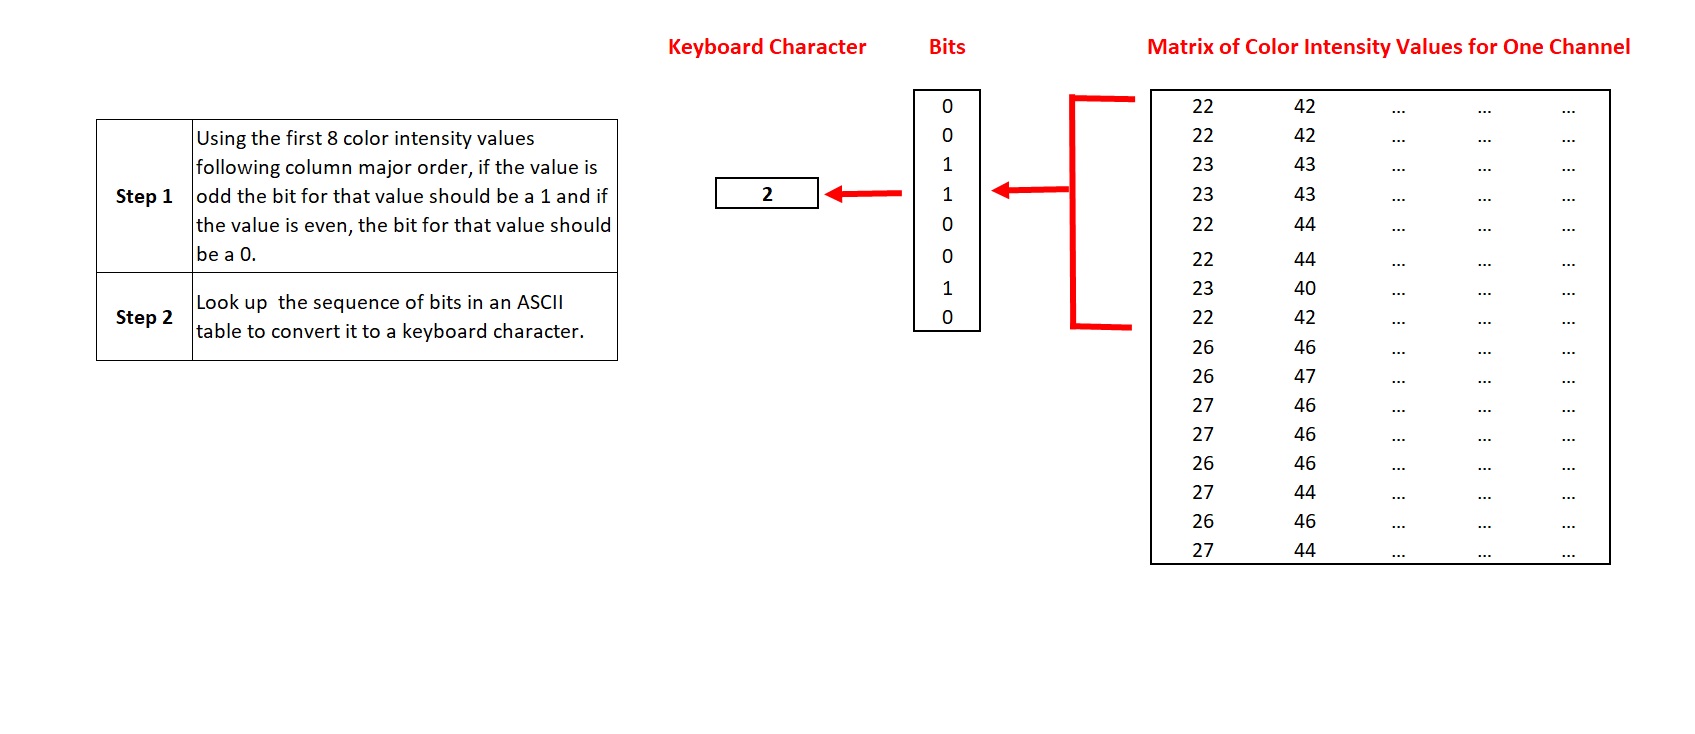 Keyboard Character Bits Matrix of Color Intensity Values for One Channel
Step 1
Using the first 8 color intensity values
following column major order, if the value is
odd the bit for that value should be a 1 and if
the value is even, the bit for that value should
be a 0.
Step 2
Look up the sequence of bits in an ASCII
table to convert it to a keyboard character.
2
0
0
1
1
0
0
1
0
22 42 ... ... ...
22 42 ... ... ...
23 43 ... ... ...
23 43 ... ... ...
22 44 ... ... ...
22 44 ... ... ...
23 40 ... ... ...
22 42 ... ... ...
26 46 ... ... ...
26 47 ... ... ...
27 46 ... ... ...
27 46 ... ... ...
26 46 ... ... ...
27 44 ... ... ...
26 46 ... ... ...
27 44 ... ... ...